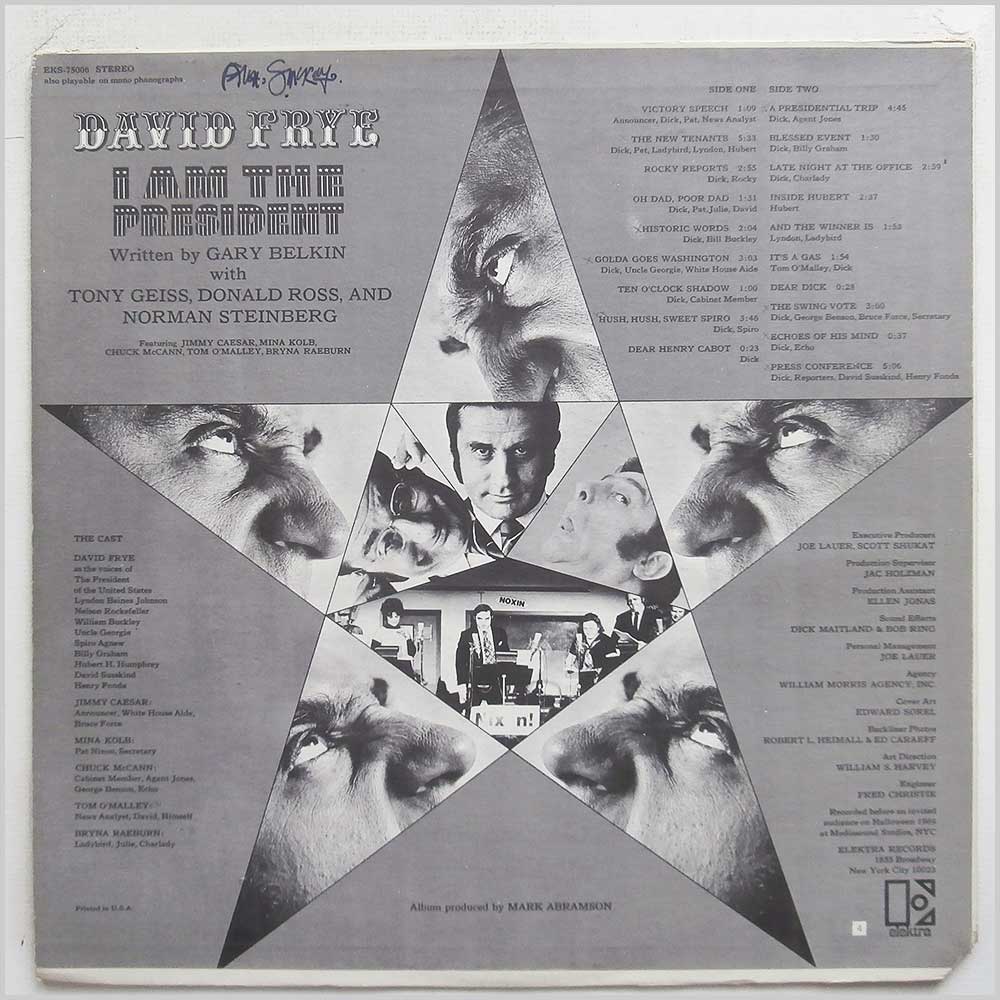 EKS-75006 STEREO
also playable on mono phonographs
DAVID FRYE
I AM THE
PRESIDENT
Written by GARY BELKIN
with
TONY GEISS, DONALD ROSS, AND
NORMAN STEINBERG
Featuring JIMMY CAESAR, MINA KOLB,
CHUCK McCANN, TOM O'MALLEY, BRYNA RAEBURN
SIDE ONE
VICTORY SPEECH 1:09
Announcer, Dick, Pat, News Analyst
THE NEW TENANTS 5:33
Dick, Pat, Ladybird, Lyndon, Hubert
ROCKY REPORTS 2:55
Dick, Rocky
OH DAD, POOR DAD 1:31
Dick, Pat, Julie, David
HISTORIC WORDS 2:04
Dick, Bill Buckley
GOLDA GOES WASHINGTON 3:03
Dick, Uncle Georgie, White House Aide
TEN O'CLOCK SHADOW 1:00
Dick, Cabinet Member
HUSH, HUSH, SWEET SPIRO 3:46
Dick, Spiro
DEAR HENRY CABOT 0:23
Dick
SIDE TWO
A PRESIDENTIAL TRIP 4:45
Dick, Agent Jones
BLESSED EVENT 1:30
Dick, Billy Graham
LATE NIGHT AT THE OFFICE 2:59
Dick, Charlady
INSIDE HUBERT 2:37
Hubert
AND THE WINNER IS 1:53
Lyndon, Ladybird
IT'S A GAS 1:54
Tom O'Malley, Dick
DEAR DICK 0:28
THE SWING VOTE 3:60
Dick, George Benson, Bruce Force, Secretary
ECHOES OF HIS MIND 0:37
Dick, Echo
PRESS CONFERENCE 5:06
Dick, Reporters, David Susskind, Henry Fonda
NOXIN
Nix n!
THE CAST
DAVID FRYE
as the voices of
The President
of the United States
Lyndon Baines Johnson
Nelson Rockefeller
William Buckley
Uncle Georgie
Spiro Agnew
Billy Graham
Hubert H. Humphrey
David Susskind
Henry Fonda
JIMMY CAESAR:
Announcer, White House Aide,
Bruce Force
MINA KOLB:
Pat Nixon, Secretary
CHUCK McCANN:
Cabinet Member, Agent Jones,
George Benson, Echo
TOM O'MALLEY:
News Analyst, David, Himself
BRYNA RAEBURN:
Ladybird, Julie, Charlady
Printed in U.S.A.
Album produced by MARK ABRAMSON
Executive Producers
JOE LAUER, SCOTT SHUKAT
Production Supervisor
JAC HOLZMAN
Production Assistant
ELLEN JONAS
Sound Effects
DICK MAITLAND & BOB RING
Personal Management
JOE LAUER
Agency
WILLIAM MORRIS AGENCY, INC.
Cover Art
EDWARD SOREL
Backliner Photos
ROBERT L. HEIMALL & ED CARAEFF
Art Direction
WILLIAM S. HARVEY
Engineer
FRED CHRISTIE
Recorded before an invited
audience on Halloween 1969
at Mediasound Studios, NYC
ELEKTRA RECORDS
1855 Broadway
New York City 10023
4
elektra